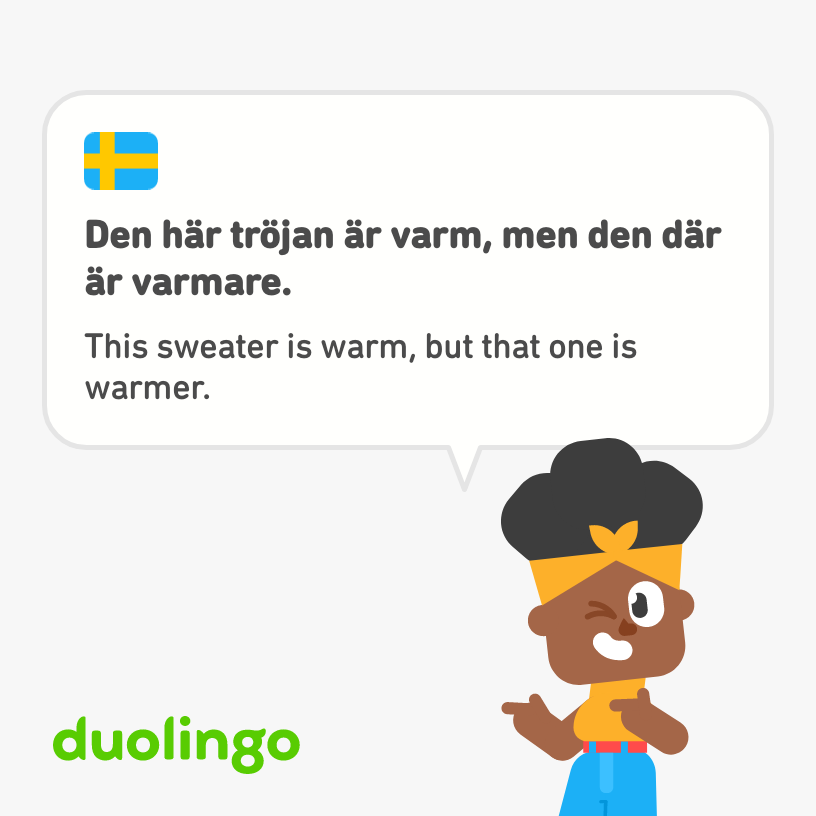 Den här tröjan är varm, men den där
är varmare.
This sweater is warm, but that one is
warmer.
duolingo